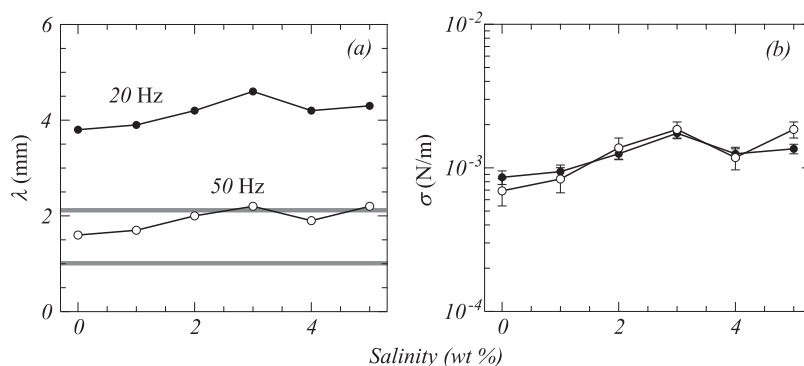 (a)
20 Hz
50 Hz
λ (mm)
6
4
2
0
0
2
4
(b)
σ (N/m)
10⁻²
10⁻³
10⁻⁴
0
2
4
Salinity (wt %)